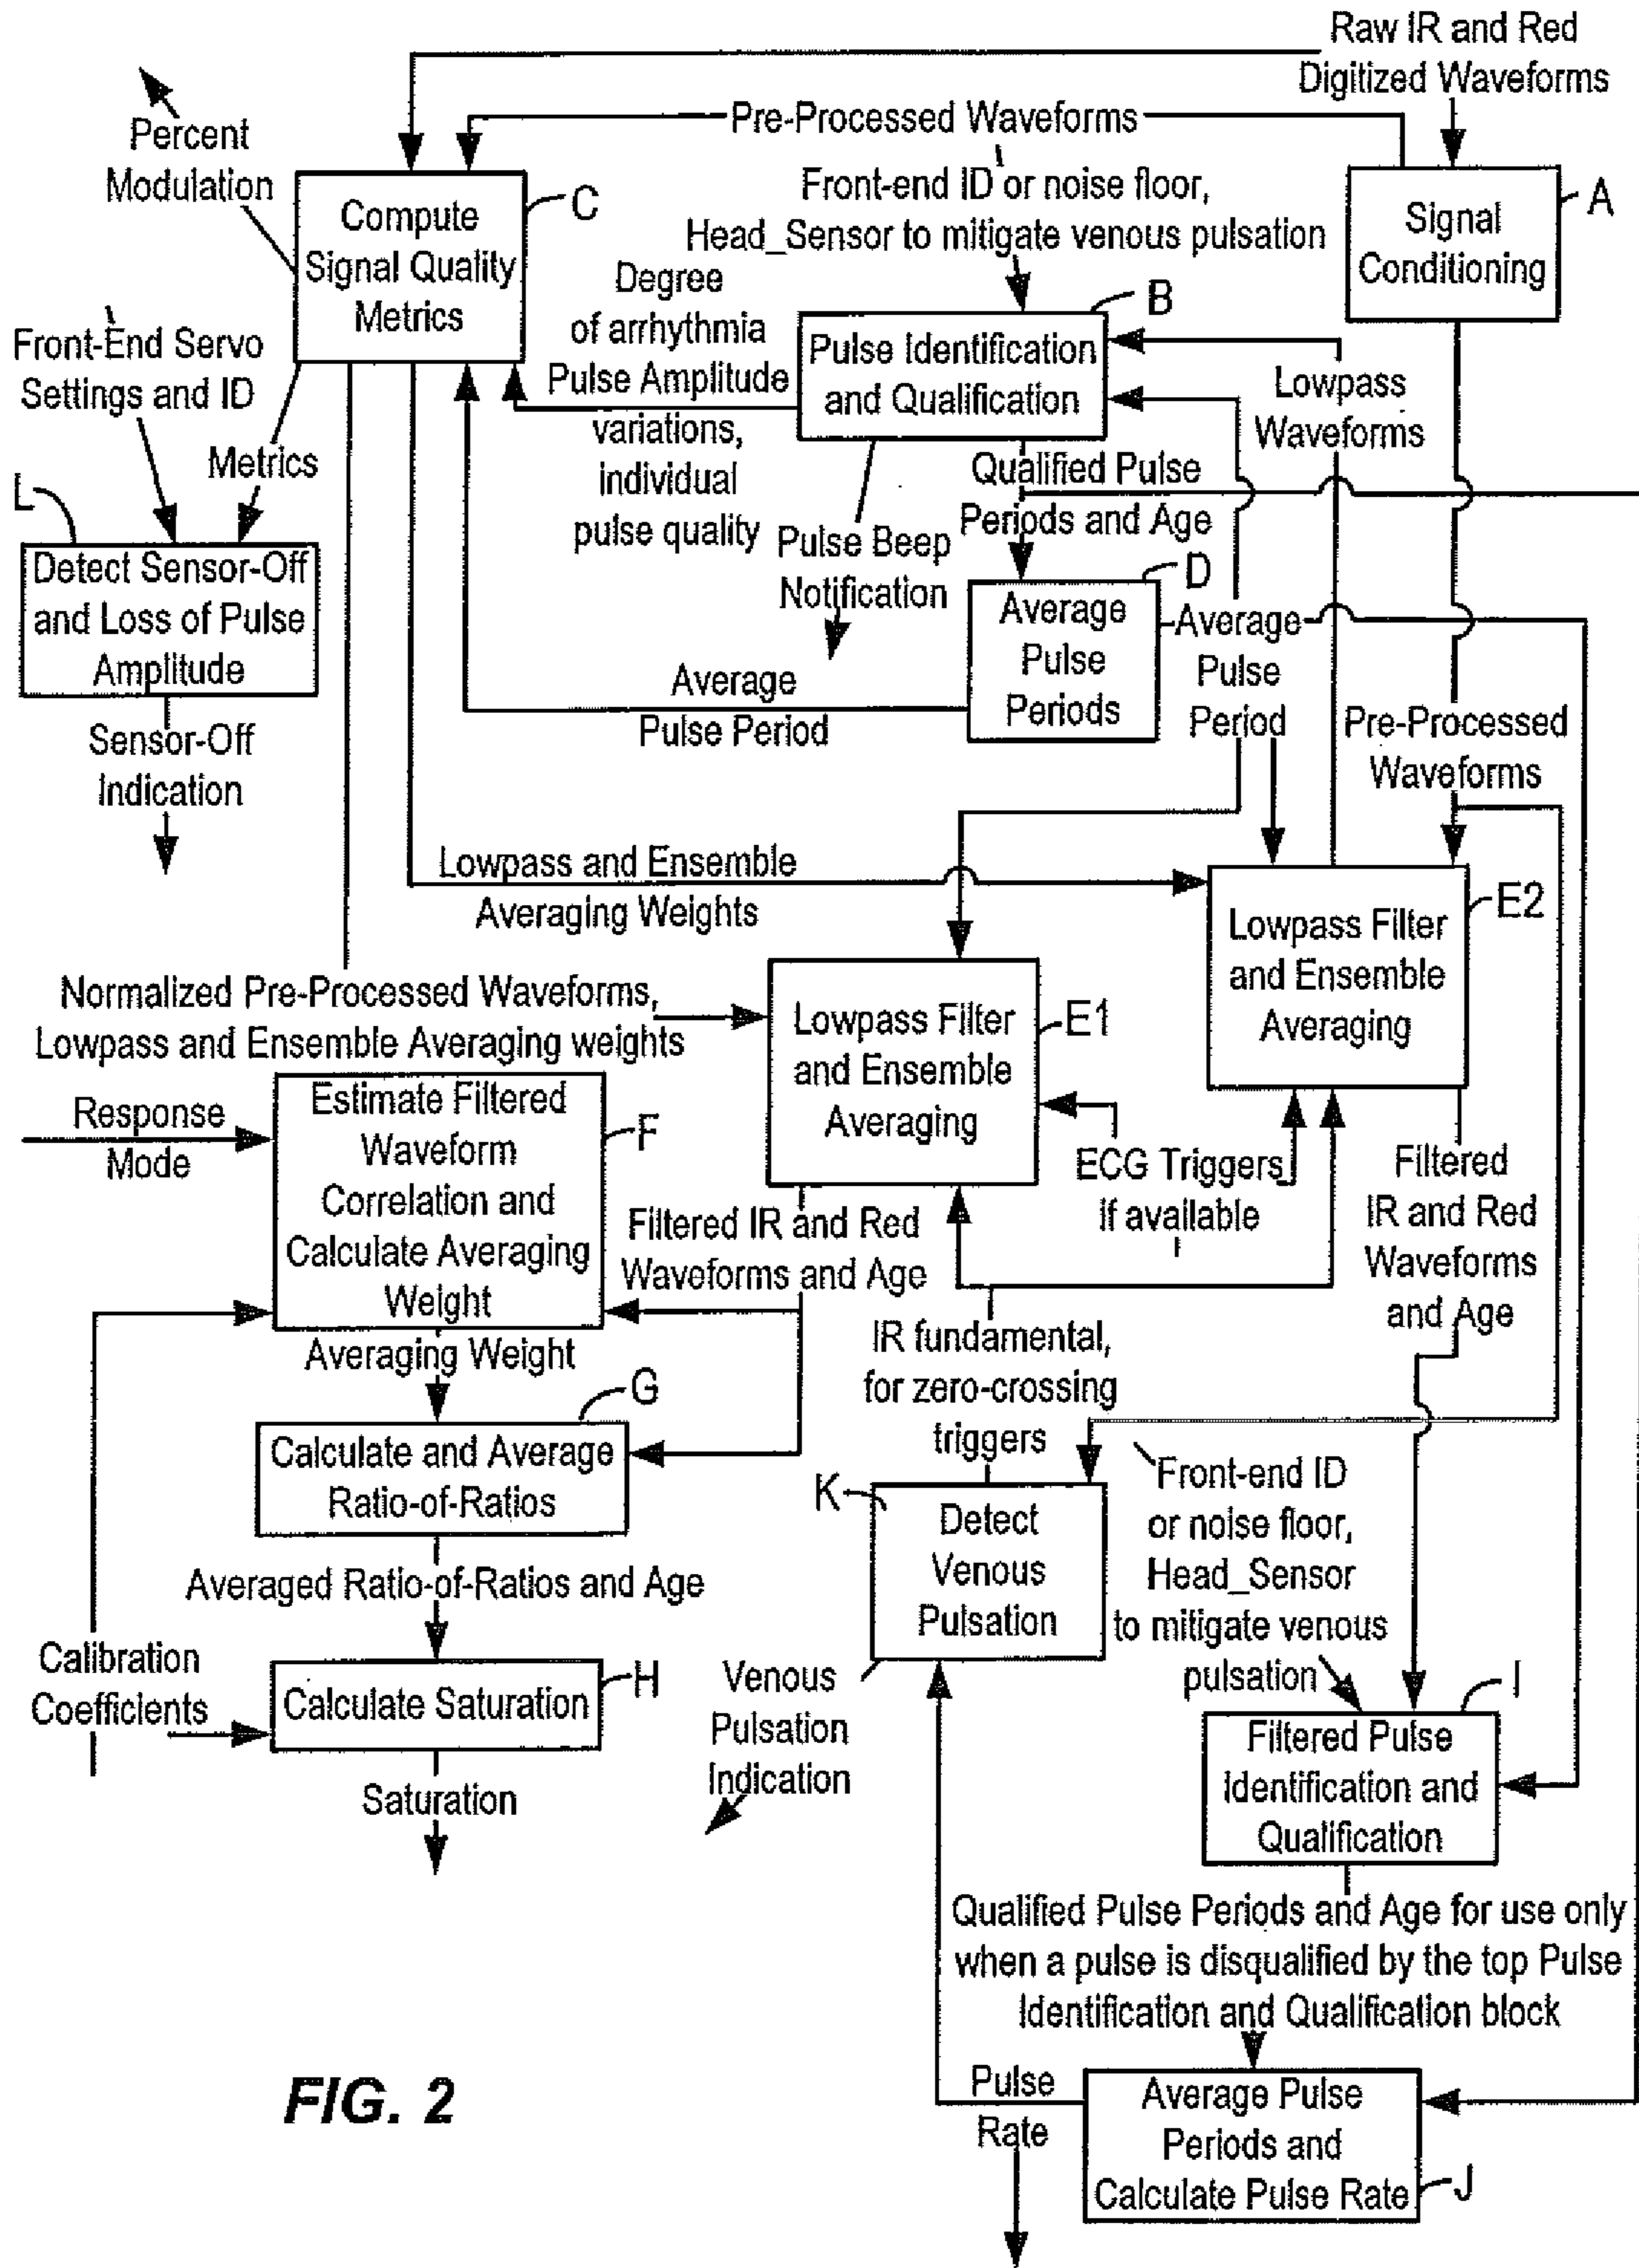 Raw IR and Red
Digitized Waveforms
Pre-Processed Waveforms
Percent
Modulation
Front-end ID or noise floor,
Head_Sensor to mitigate venous pulsation
C
Compute
Signal Quality
Metrics
A
Signal
Conditioning
Degree
of arrhythmia
Pulse Amplitude
variations,
individual
pulse quality
B
Pulse Identification
and Qualification
Lowpass
Waveforms
Front-End Servo
Settings and ID
Metrics
L
Detect Sensor-Off
and Loss of Pulse
Amplitude
Sensor-Off
Indication
Pulse Beep
Notification
Qualified Pulse
Periods and Age
D
Average
Pulse
Periods
Average
Pulse
Period
Average
Pulse Period
Pre-Processed
Waveforms
Lowpass and Ensemble
Averaging Weights
E2
Lowpass Filter
and Ensemble
Averaging
Normalized Pre-Processed Waveforms,
Lowpass and Ensemble Averaging weights
E1
Lowpass Filter
and Ensemble
Averaging
Response
Mode
F
Estimate Filtered
Waveform
Correlation and
Calculate Averaging
Weight
ECG Triggers
if available
Filtered
IR and Red
Waveforms
and Age
Filtered IR and Red
Waveforms and Age
Averaging Weight
IR fundamental,
for zero-crossing
triggers
G
Calculate and Average
Ratio-of-Ratios
K
Detect
Venous
Pulsation
Front-end ID
or noise floor,
Head_Sensor
to mitigate venous
pulsation
Averaged Ratio-of-Ratios and Age
Calibration
Coefficients
H
Calculate Saturation
Saturation
Venous
Pulsation
Indication
I
Filtered Pulse
Identification and
Qualification
Qualified Pulse Periods and Age for use only
when a pulse is disqualified by the top Pulse
Identification and Qualification block
Pulse
Rate
Average Pulse
Periods and
Calculate Pulse Rate
J
FIG. 2